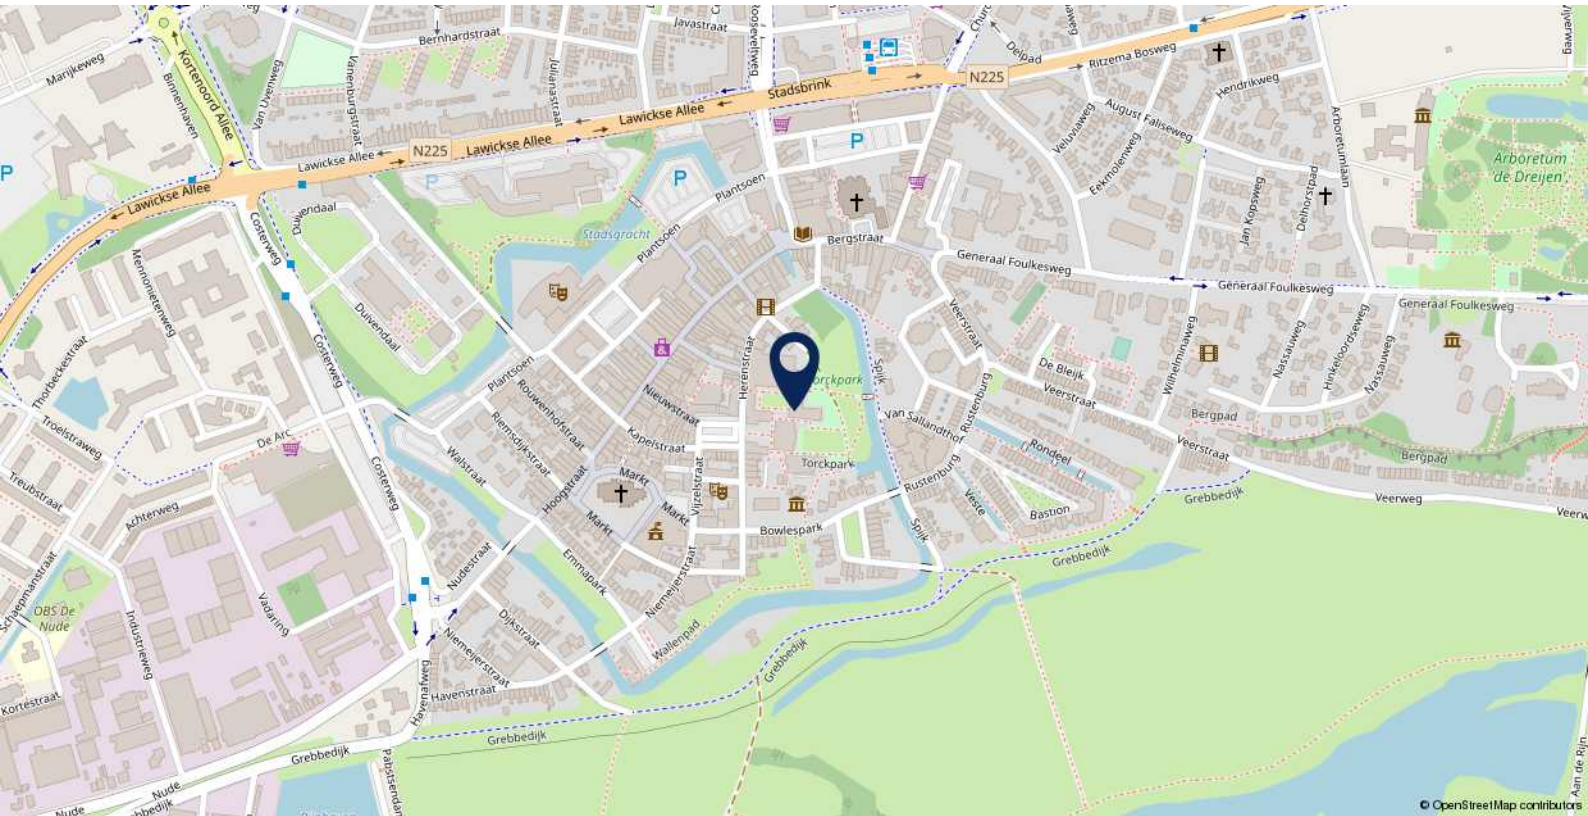 Javastraat
Bernhardstraat
Marijkeweg
Binnenhaven
Kortenoord Allee
Van Uvenweg
Vanenburgstraat
Julianastraat
Rooseveltweg
Delpad
Ritzema Bosweg
N225
Stadsbrink
Lawickse Allee
Lawickse Allee
N225
Lawickse Allee
Lawickse Allee
Hendrikweg
August Faliseweg
Veluviaweg
Eekmolenweg
Arboretumlaan
Arboretum
de Dreijen
Jan Kopsweg
Delhorstpad
P
P
P
P
Plantsoen
Duivendaal
Costerweg
Stadsgracht
Plantsoen
Bergstraat
Generaal Foulkesweg
Generaal Foulkesweg
Generaal Foulkesweg
Mennonietenweg
Duivendaal
Costerweg
Thorbeckestraat
Veerstraat
Spijk
De Bleijk
Veerstraat
Wilhelminaweg
Nassauweg
Hinkeloordseweg
Nassauweg
Plantsoen
Rouwenhofstraat
Riemsdijkstraat
Herenstraat
Nieuwstraat
Kapelstraat
Torckpark
Van Sallandthof
Rustenburg
Bergpad
Veerstraat
Bergpad
Troelstraweg
De Arc
Treubstraat
Achterweg
Costerweg
Walstraat
Hoogstraat
Markt
Markt
Markt
Vijzelstraat
Torckpark
Rustenburg
Rondeel
Veste
Bastion
Grebbedijk
Veerweg
Bowlespark
Spijk
Grebbedijk
Schaepmanstraat
OBS De
Nude
Vadaring
Industrieweg
Nudestraat
Emmapark
Dijkstraat
Niemeijerstraat
Niemeijerstraat
Wallenpad
Grebbedijk
Havenstraat
Havenafweg
Kortestraat
Grebbedijk
Grebbedijk
Nude
Nude
Aan de Rijn
© OpenStreetMap contributors